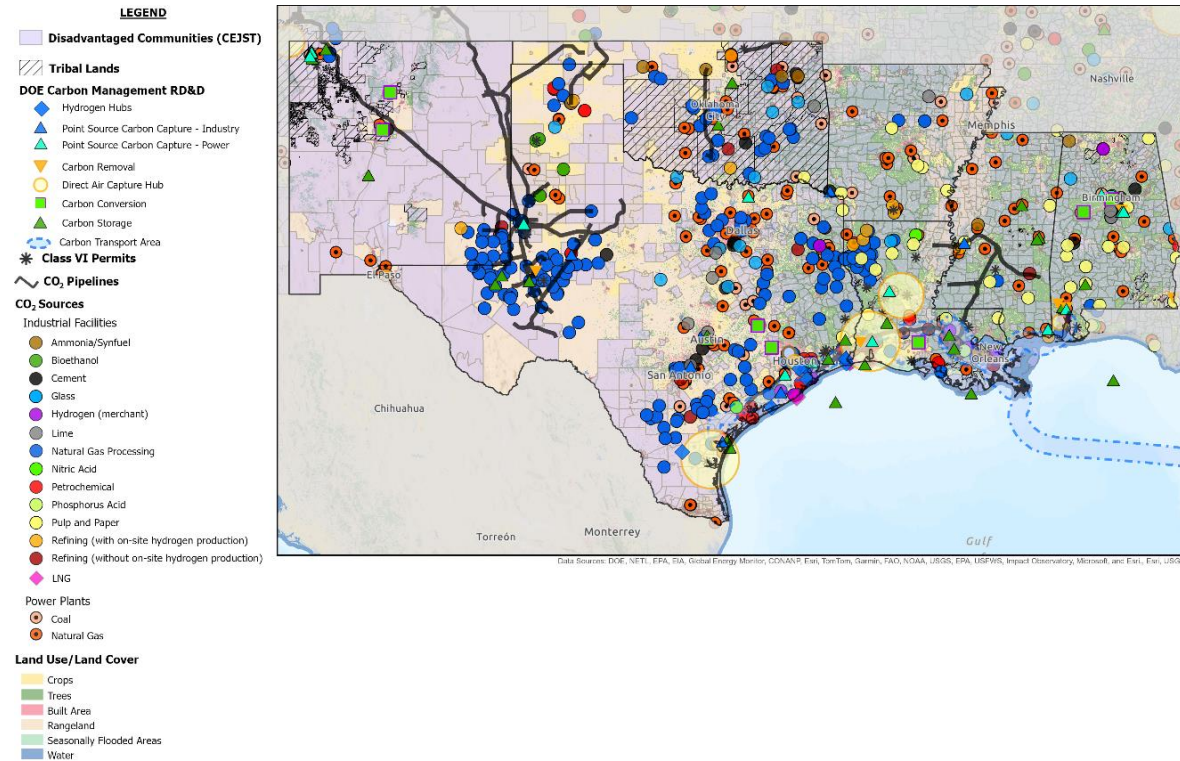 LEGEND
Disadvantaged Communities (CEJST)
Tribal Lands
DOE Carbon Management RD&D
Hydrogen Hubs
Point Source Carbon Capture - Industry
Point Source Carbon Capture - Power
Carbon Removal
Direct Air Capture Hub
Carbon Conversion
Carbon Storage
Carbon Transport Area
Class VI Permits
CO₂ Pipelines
CO₂ Sources
Industrial Facilities
Ammonia/Synfuel
Bioethanol
Cement
Glass
Hydrogen (merchant)
Lime
Natural Gas Processing
Nitric Acid
Petrochemical
Phosphorus Acid
Pulp and Paper
Refining (with on-site hydrogen production)
Refining (without on-site hydrogen production)
LNG
Power Plants
Coal
Natural Gas
Land Use/Land Cover
Crops
Trees
Built Area
Rangeland
Seasonally Flooded Areas
Water
Nashville
Oklahoma
City
Memphis
Birmingham
Dallas
El Paso
Austin
Houston
New
Orleans
San Antonio
Chihuahua
Monterrey
Torreón
Gulf
Data Sources: DOE, NETL, EPA, EIA, Global Energy Monitor, CONANP, Esri, TomTom, Garmin, FAO, NOAA, USGS, EPA, USFWS, Impact Observatory, Microsoft, and Esri., Esri, USG